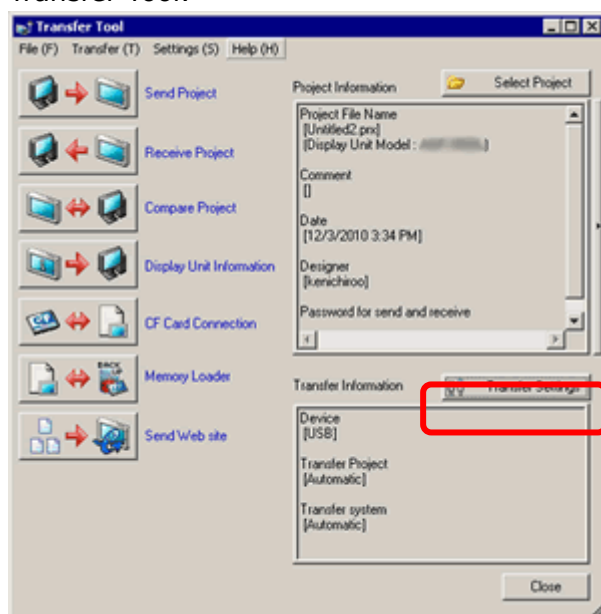 Transfer Tool
File (F) Transfer (T) Settings (S) Help (H)
Send Project
Receive Project
Compare Project
Display Unit Information
CF Card Connection
Memory Loader
BACK UP
Send Web site
Project Information
Select Project
Project File Name
[Untitled2.prx]
(Display Unit Model : )
Comment
[]
Date
[12/3/2010 3:34 PM]
Designer
[kenichiroo]
Password for send and receive
Transfer Information
Transfer Settings
Device
[USB]
Transfer Project
[Automatic]
Transfer system
[Automatic]
Close